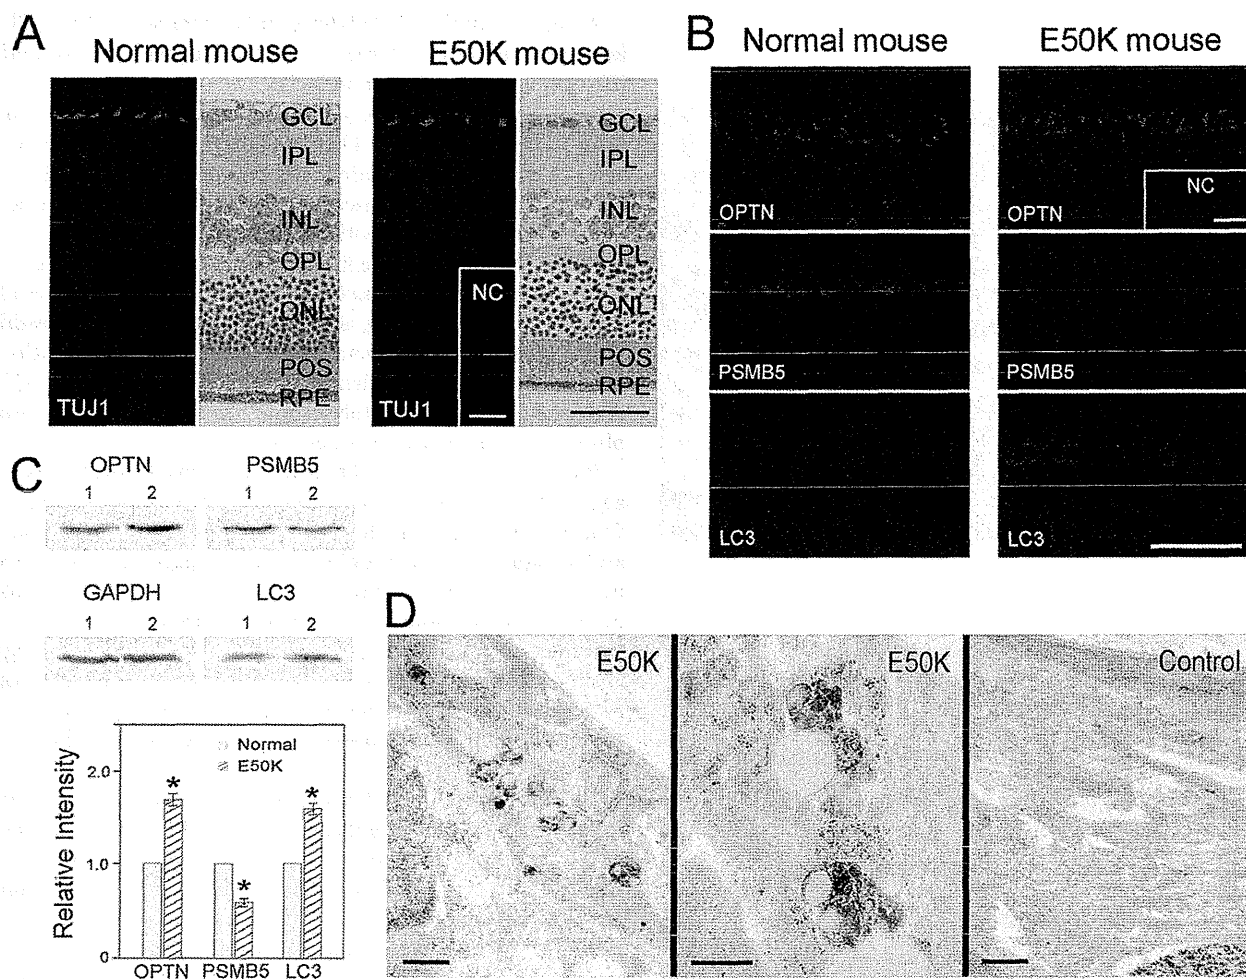 A
Normal mouse
E50K mouse
GCL
IPL
INL
OPL
ONL
POS
RPE
TUJ1
GCL
IPL
INL
OPL
ONL
POS
RPE
NC
TUJ1
B
Normal mouse
E50K mouse
OPTN
OPTN
NC
PSMB5
PSMB5
LC3
LC3
C
OPTN
PSMB5
1 2
1 2
GAPDH
LC3
1 2
1 2
Relative Intensity
Normal
E50K
2.0
1.0
0
* * *
OPTN PSMB5 LC3
D
E50K
E50K
Control